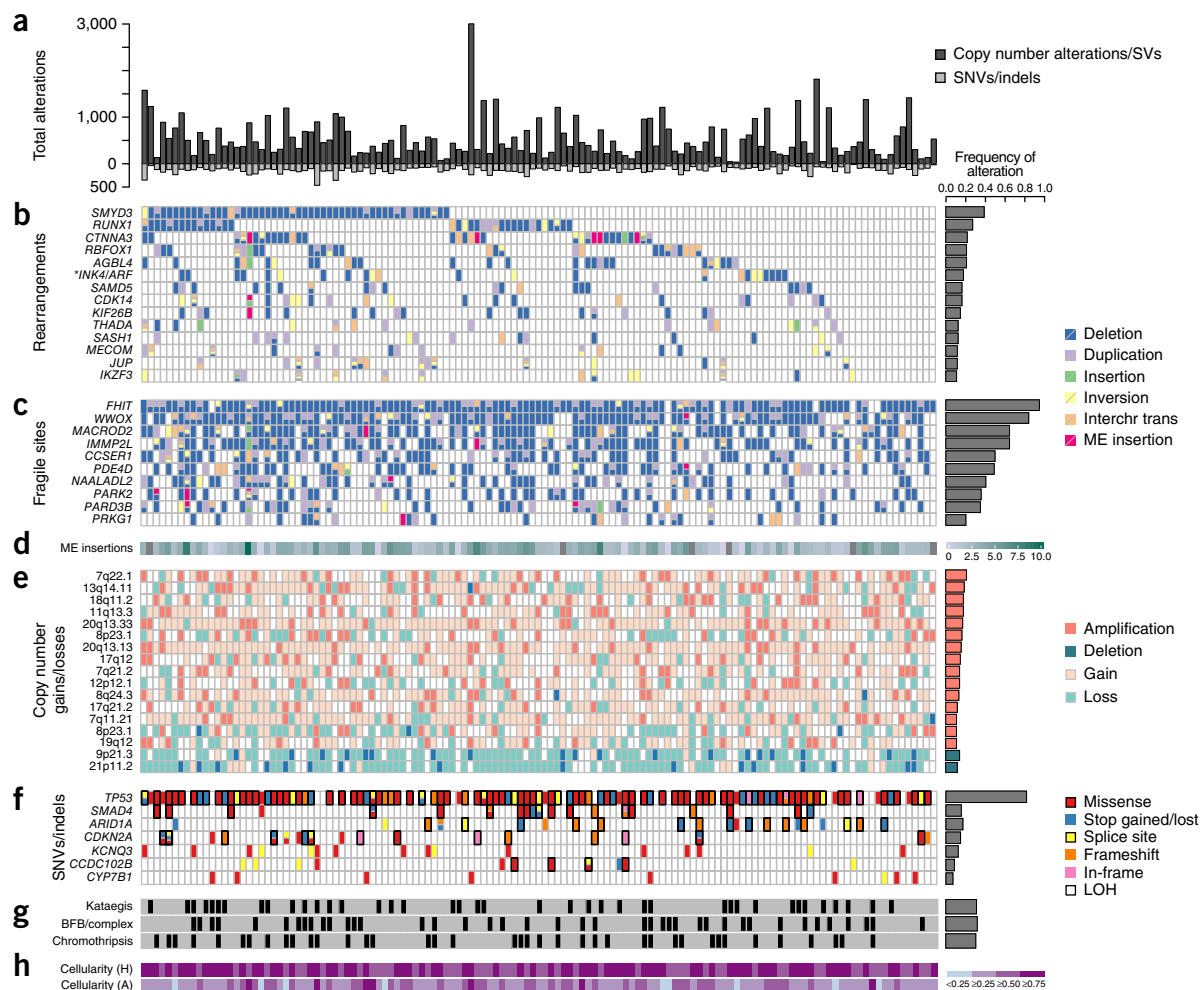 a
Total alterations
3,000
1,000
0
500
Copy number alterations/SVs
SNVs/indels
Frequency of
alteration
0.0 0.2 0.4 0.6 0.8 1.0
b
Rearrangements
SMYD3
RUNX1
CTNNA3
RBFOX1
AGBL4
*INK4/ARF
SAMD5
CDK14
KIF26B
THADA
SASH1
MECOM
JUP
IKZF3
Deletion
Duplication
Insertion
Inversion
Interchr trans
ME insertion
c
Fragile sites
FHIT
WWOX
MACROD2
IMMP2L
CCSER1
PDE4D
NAALADL2
PARK2
PARD3B
PRKG1
d
ME insertions
0 2.5 5.0 7.5 10.0
e
Copy number
gains/losses
7q22.1
13q14.11
18q11.2
11q13.3
20q13.33
8p23.1
20q13.13
17q12
7q21.2
12p12.1
8q24.3
17q21.2
7q11.21
8p23.1
19q12
9p21.3
21p11.2
Amplification
Deletion
Gain
Loss
f
SNVs/indels
TP53
SMAD4
ARID1A
CDKN2A
KCNQ3
CCDC102B
CYP7B1
Missense
Stop gained/lost
Splice site
Frameshift
In-frame
LOH
g
Kataegis
BFB/complex
Chromothripsis
h
Cellularity (H)
Cellularity (A)
<0.25 ≥0.25 ≥0.50 ≥0.75